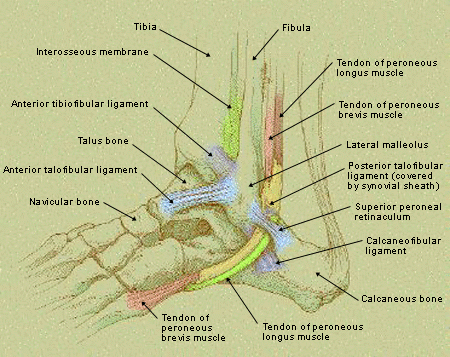 Tibia
Fibula
Interosseous membrane
Tendon of peroneous
longus muscle
Anterior tibiofibular ligament
Tendon of peroneous
brevis muscle
Talus bone
Lateral malleolus
Anterior talofibular ligament
Posterior talofibular
ligament (covered
by synovial sheath)
Navicular bone
Superior peroneal
retinaculum
Calcaneofibular
ligament
Calcaneous bone
Tendon of
peroneous
brevis muscle
Tendon of peroneous
longus muscle